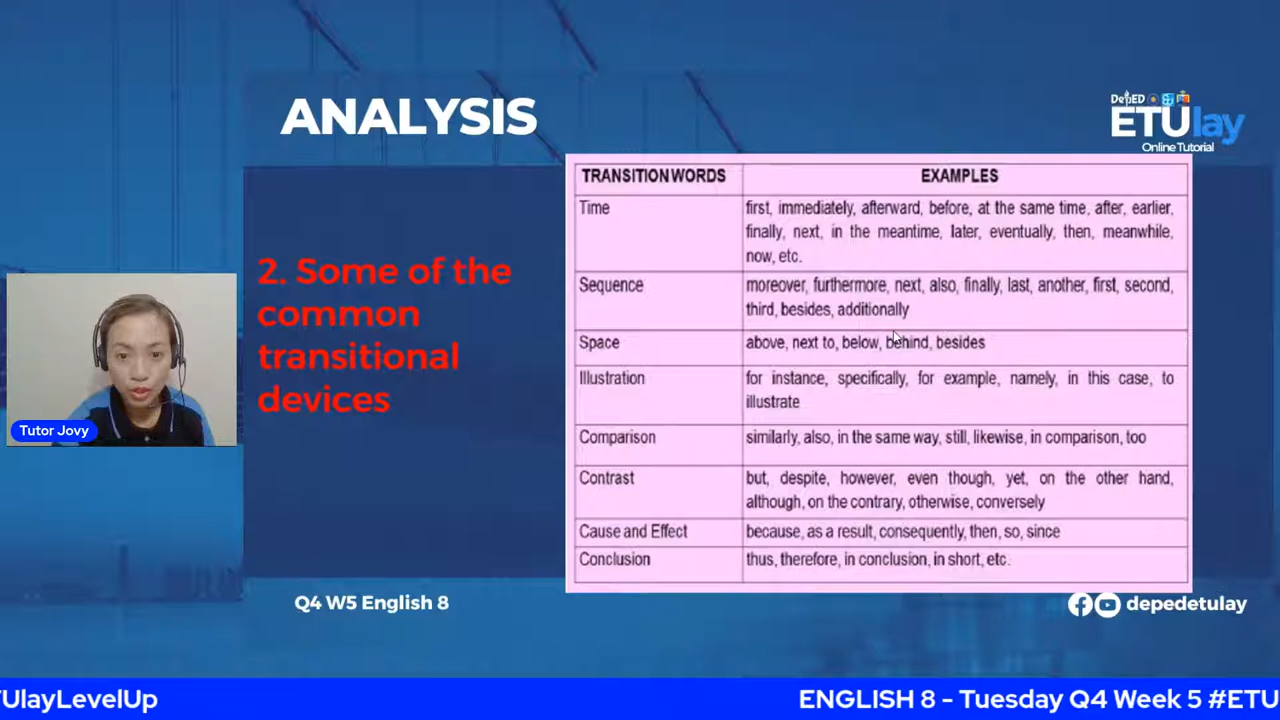 ANALYSIS
DepED
ETUlay
Online Tutorial
2. Some of the
common
transitional
devices
TRANSITION WORDS EXAMPLES
Time first, immediately, afterward, before, at the same time, after, earlier,
finally, next, in the meantime, later, eventually, then, meanwhile,
now, etc.
Sequence moreover, furthermore, next, also, finally, last, another, first, second,
third, besides, additionally
Space above, next to, below, behind, besides
Illustration for instance, specifically, for example, namely, in this case, to
illustrate
Comparison similarly, also, in the same way, still, likewise, in comparison, too
Contrast but, despite, however, even though, yet, on the other hand,
although, on the contrary, otherwise, conversely
Cause and Effect because, as a result, consequently, then, so, since
Conclusion thus, therefore, in conclusion, in short, etc.
Tutor Jovy
Q4 W5 English 8
depedetulay
TUlayLevelUp
ENGLISH 8 - Tuesday Q4 Week 5 #ETU